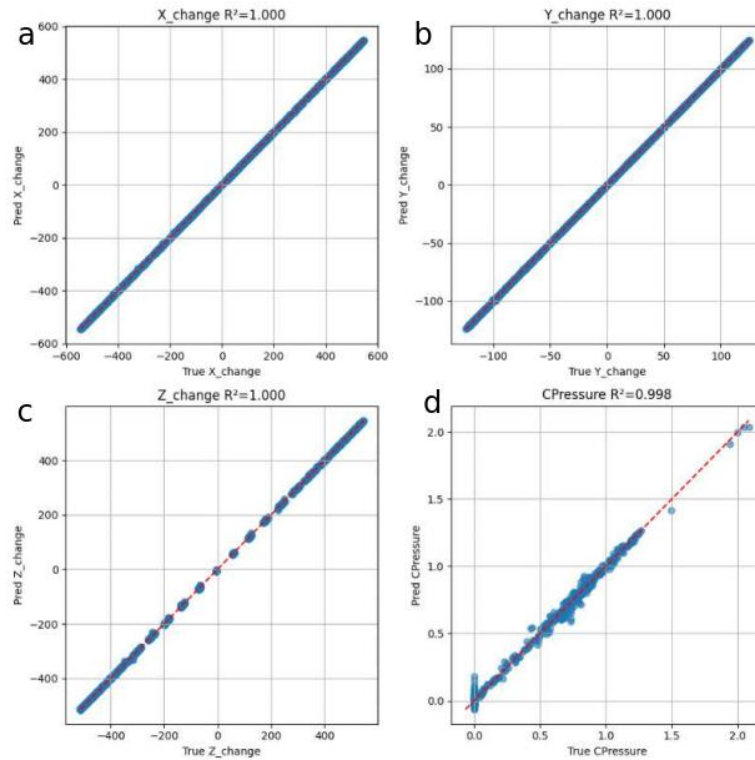 a
X_change R²=1.000
600
400
200
0
−200
−400
−600
Pred X_change
−600 −400 −200 0 200 400 600
True X_change
b
Y_change R²=1.000
100
50
0
−50
−100
Pred Y_change
−100 −50 0 50 100
True Y_change
c
Z_change R²=1.000
400
200
0
−200
−400
Pred Z_change
−400 −200 0 200 400
True Z_change
d
CPressure R²=0.998
2.0
1.5
1.0
0.5
0.0
Pred CPressure
0.0 0.5 1.0 1.5 2.0
True CPressure